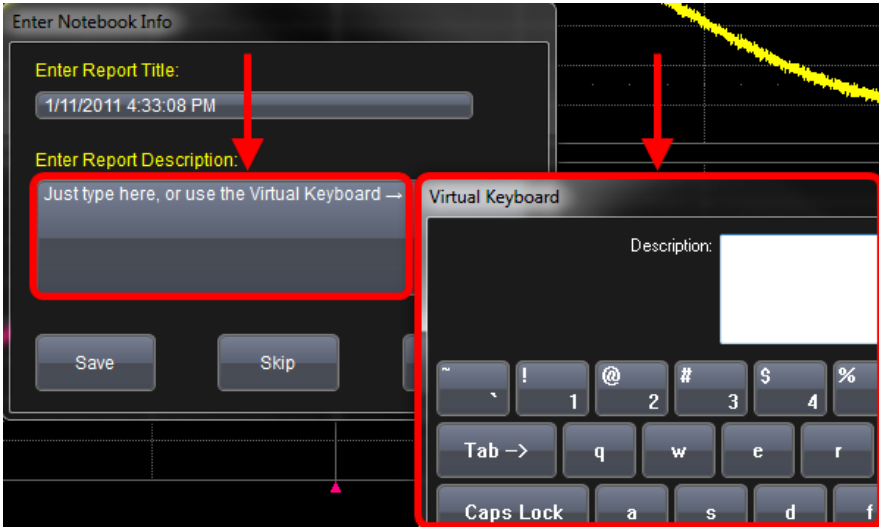 Enter Notebook Info
Enter Report Title:
1/11/2011 4:33:08 PM
Enter Report Description:
Just type here, or use the Virtual Keyboard →
Save
Skip
Virtual Keyboard
Description:
~ ` ! 1 @ 2 # 3 $ 4 %
Tab –> q w e r
Caps Lock a s d f